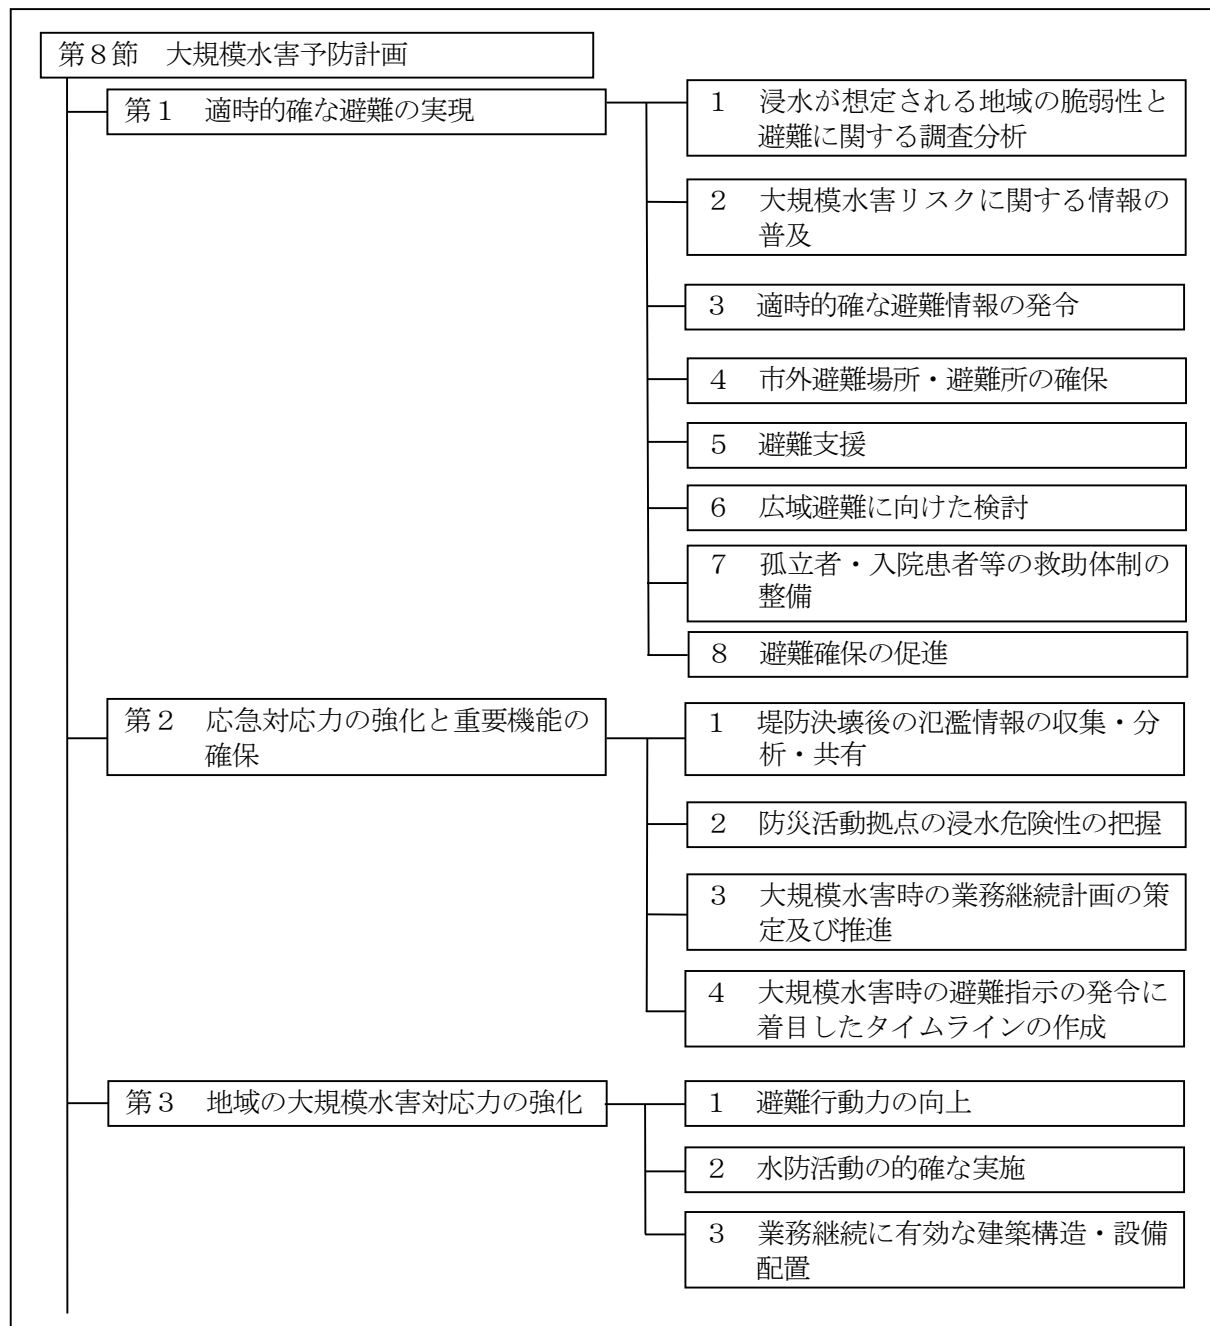 第８節　大規模水害予防計画
第１　適時的確な避難の実現
１　浸水が想定される地域の脆弱性と
避難に関する調査分析
２　大規模水害リスクに関する情報の
普及
３　適時的確な避難情報の発令
４　市外避難場所・避難所の確保
５　避難支援
６　広域避難に向けた検討
７　孤立者・入院患者等の救助体制の
整備
８　避難確保の促進
第２　応急対応力の強化と重要機能の
確保
１　堤防決壊後の氾濫情報の収集・分
析・共有
２　防災活動拠点の浸水危険性の把握
３　大規模水害時の業務継続計画の策
定及び推進
４　大規模水害時の避難指示の発令に
着目したタイムラインの作成
第３　地域の大規模水害対応力の強化
１　避難行動力の向上
２　水防活動の的確な実施
３　業務継続に有効な建築構造・設備
配置